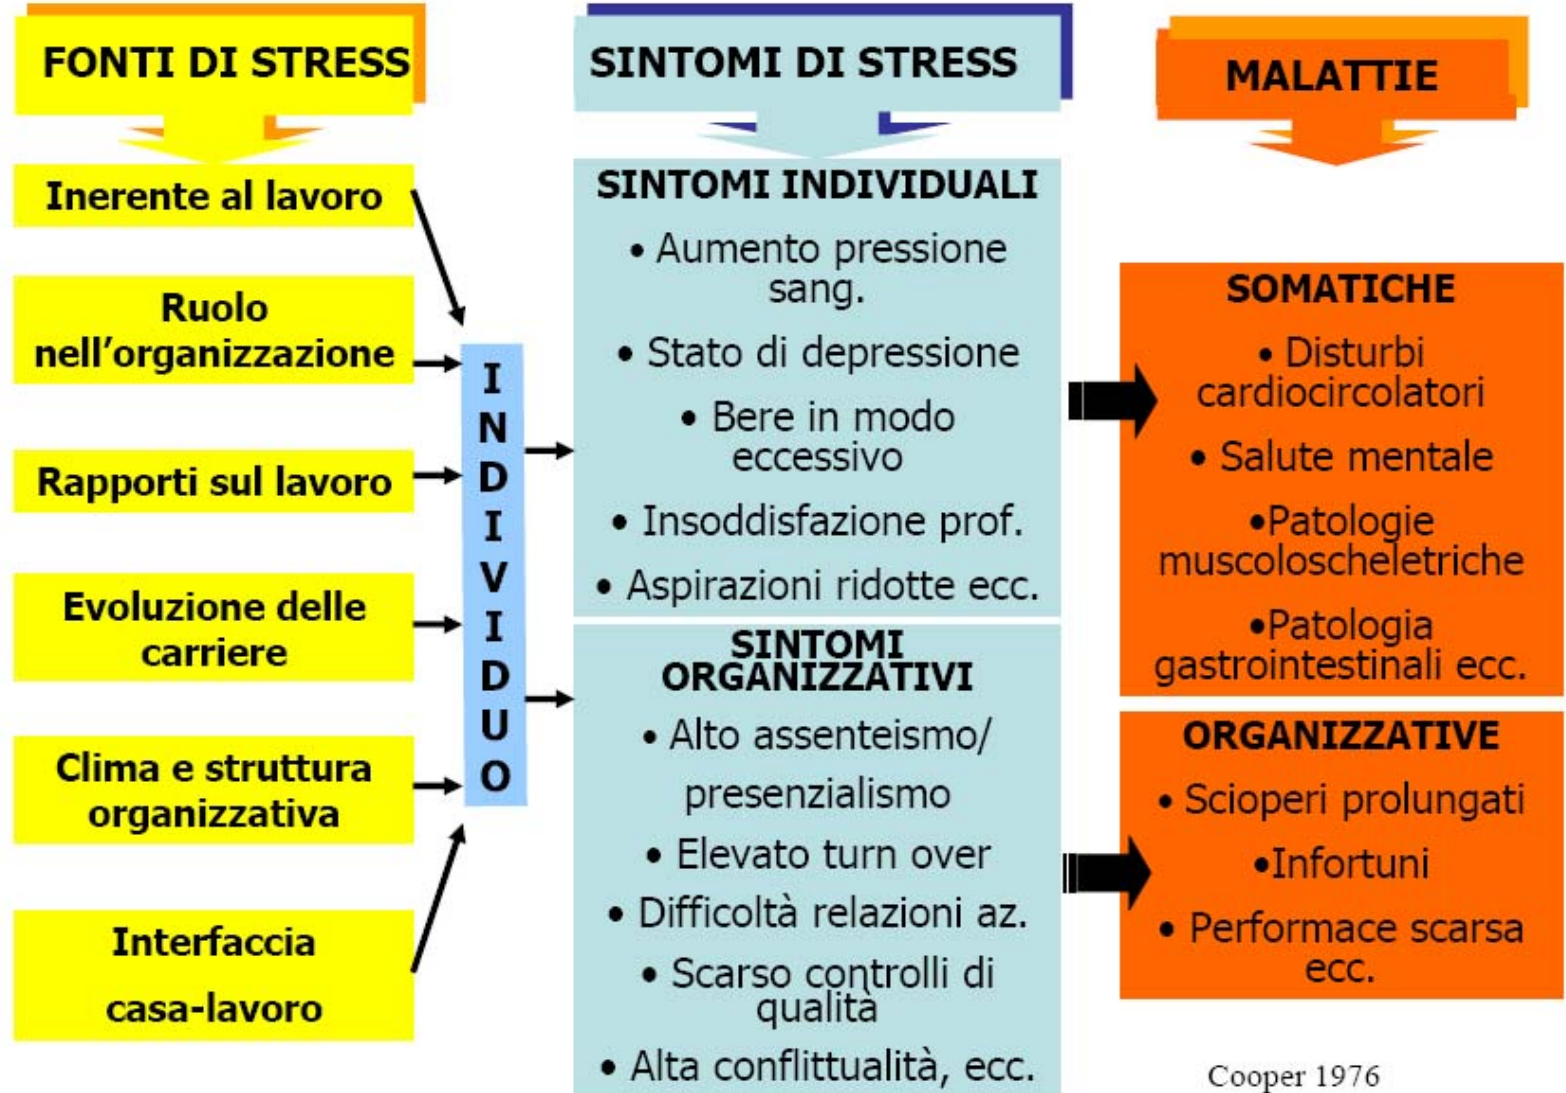 FONTI DI STRESS
Inerente al lavoro
Ruolo
nell’organizzazione
Rapporti sul lavoro
Evoluzione delle
carriere
Clima e struttura
organizzativa
Interfaccia
casa-lavoro
I
N
D
I
V
I
D
U
O
SINTOMI DI STRESS
SINTOMI INDIVIDUALI
• Aumento pressione
sang.
• Stato di depressione
• Bere in modo
eccessivo
• Insoddisfazione prof.
• Aspirazioni ridotte ecc.
SINTOMI
ORGANIZZATIVI
• Alto assenteismo/
presenzialismo
• Elevato turn over
• Difficoltà relazioni az.
• Scarso controlli di
qualità
• Alta conflittualità, ecc.
MALATTIE
SOMATICHE
• Disturbi
cardiocircolatori
• Salute mentale
•Patologie
muscoloscheletriche
•Patologia
gastrointestinali ecc.
ORGANIZZATIVE
• Scioperi prolungati
•Infortuni
• Performace scarsa
ecc.
Cooper 1976